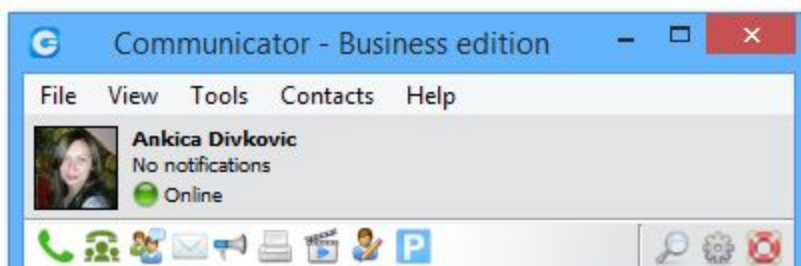 Communicator - Business edition
File View Tools Contacts Help
Ankica Divkovic
No notifications
Online
P